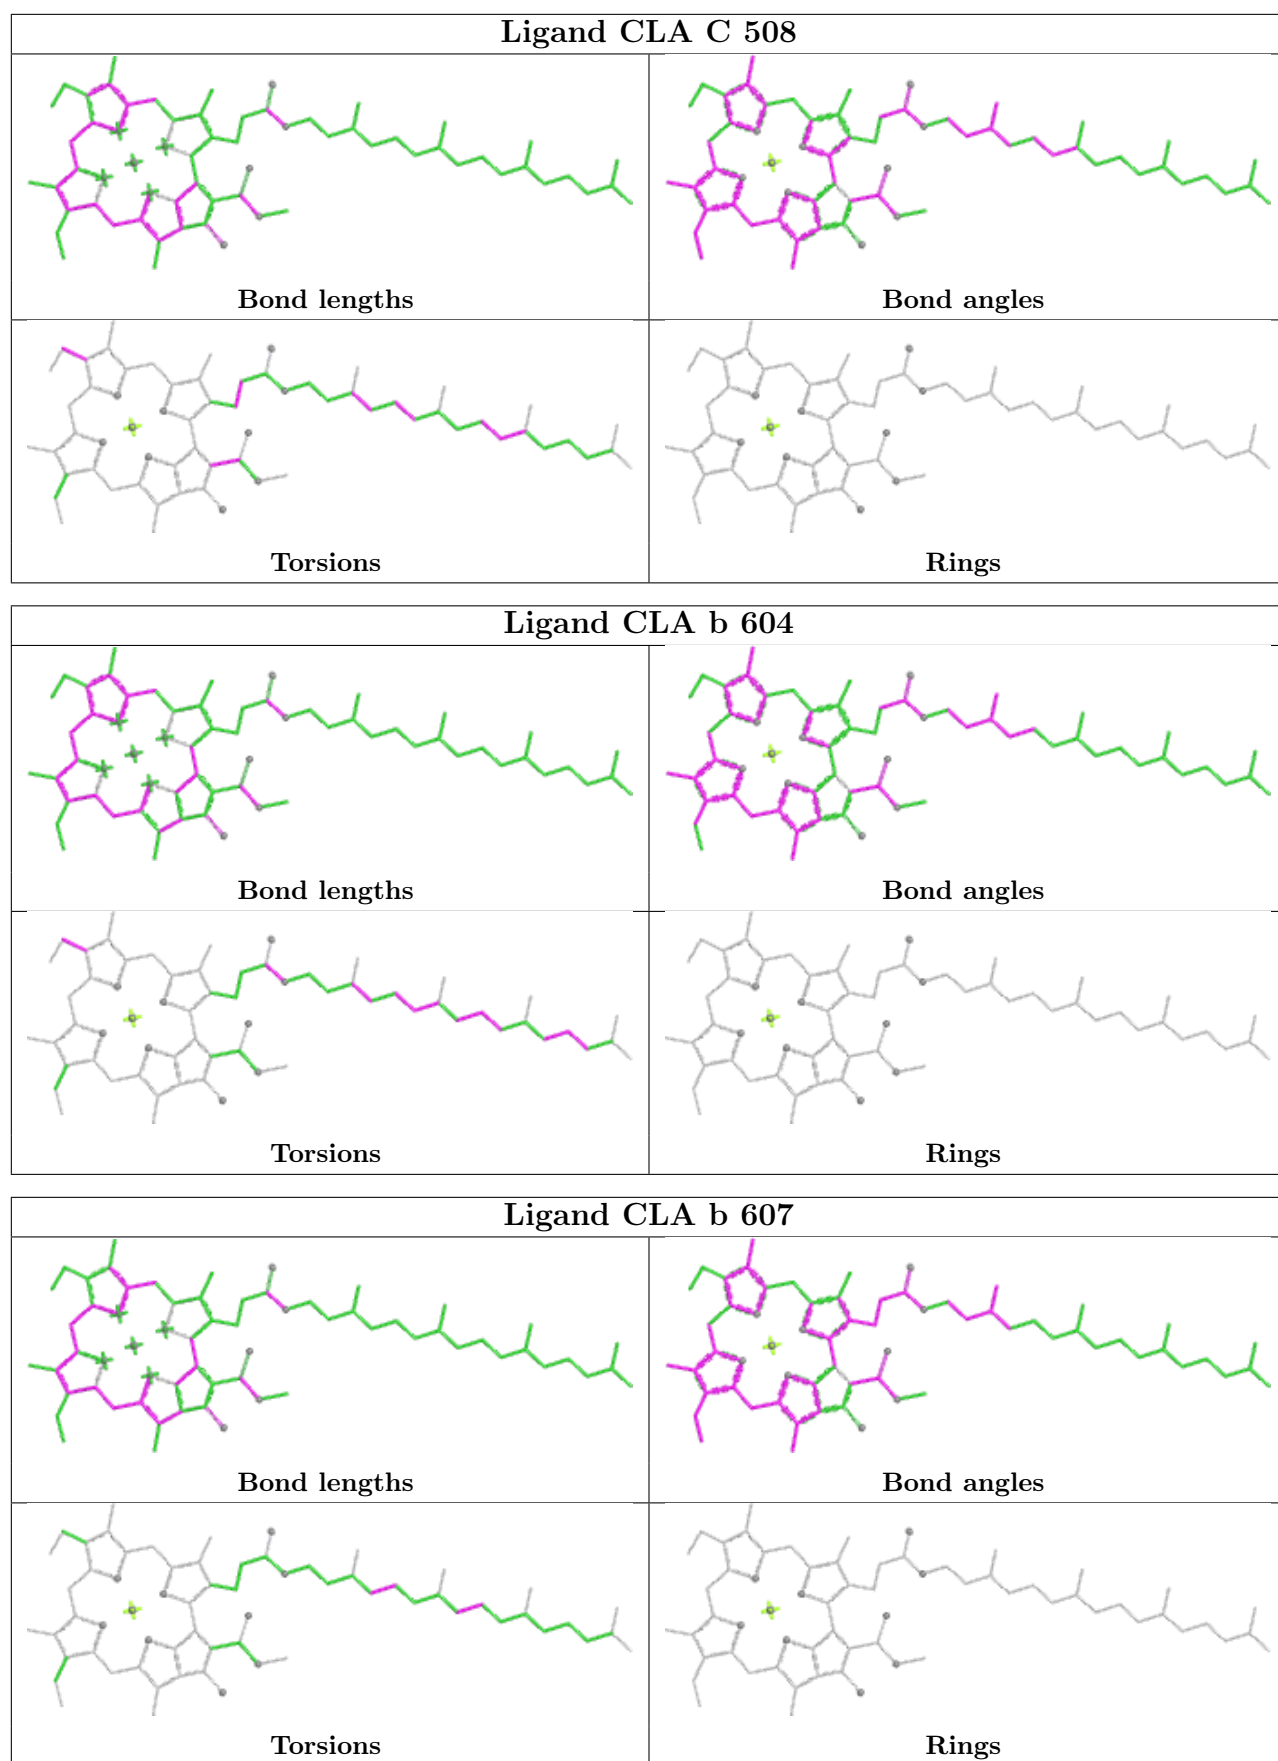 Ligand CLA C 508
Bond lengths
Bond angles
Torsions
Rings
Ligand CLA b 604
Bond lengths
Bond angles
Torsions
Rings
Ligand CLA b 607
Bond lengths
Bond angles
Torsions
Rings